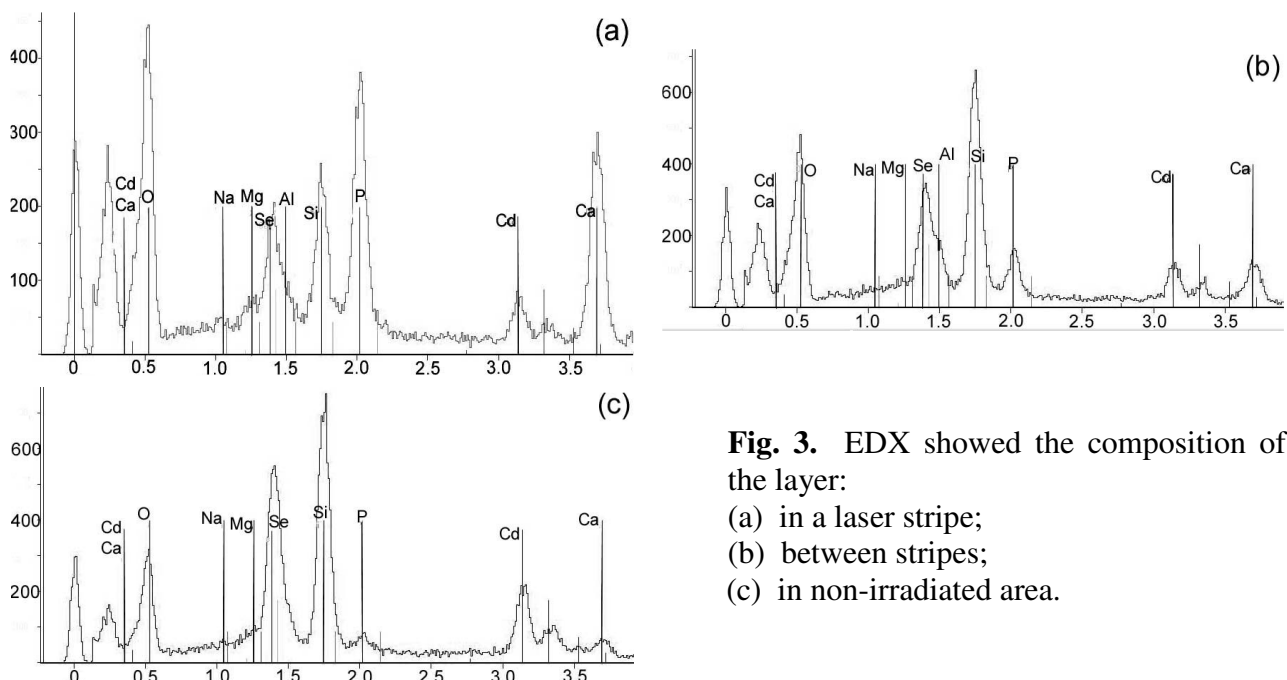 (a)
400
300
200
100
Cd
Ca
O
Na
Mg
Se
Al
Si
P
Cd
Ca
0 0.5 1.0 1.5 2.0 2.5 3.0 3.5
(b)
600
400
200
0
Cd
Ca
O
Na
Mg
Se
Al
Si
P
Cd
Ca
0 0.5 1.0 1.5 2.0 2.5 3.0 3.5
(c)
600
400
200
Cd
Ca
O
Na
Mg
Se
Si
P
Cd
Ca
0 0.5 1.0 1.5 2.0 2.5 3.0 3.5
Fig. 3. EDX showed the composition of
the layer:
(a) in a laser stripe;
(b) between stripes;
(c) in non-irradiated area.